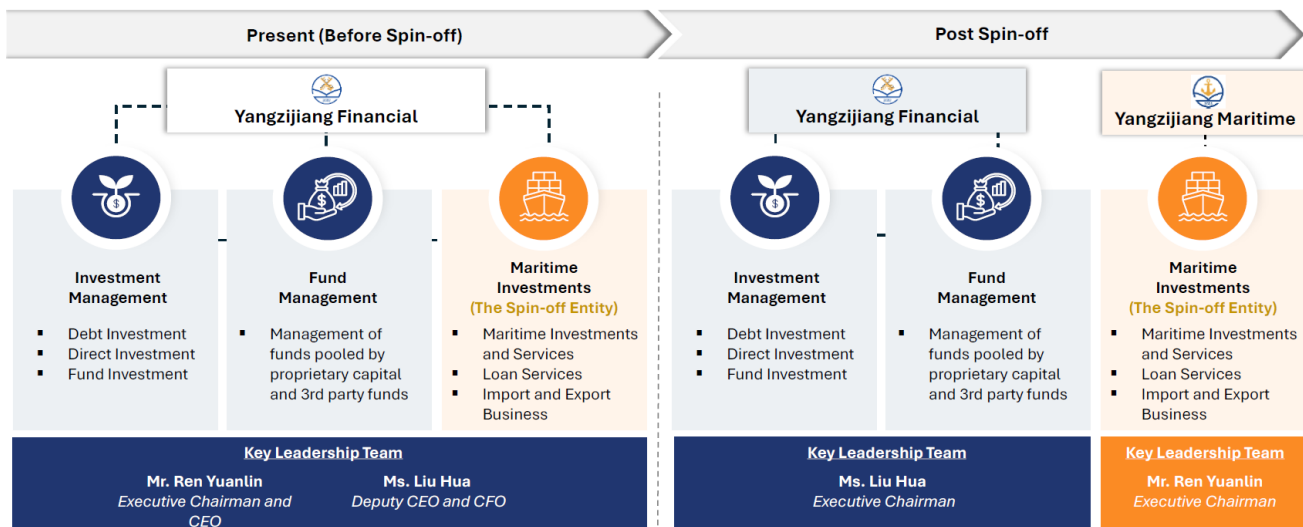 Present (Before Spin-off)
Post Spin-off
Yangzijiang Financial
Yangzijiang Financial
Yangzijiang Maritime
$
$
$
$
Investment
Management
▪ Debt Investment
▪ Direct Investment
▪ Fund Investment
Fund
Management
▪ Management of
funds pooled by
proprietary capital
and 3rd party funds
Maritime
Investments
(The Spin-off Entity)
▪ Maritime Investments
and Services
▪ Loan Services
▪ Import and Export
Business
Investment
Management
▪ Debt Investment
▪ Direct Investment
▪ Fund Investment
Fund
Management
▪ Management of
funds pooled by
proprietary capital
and 3rd party funds
Maritime
Investments
(The Spin-off Entity)
▪ Maritime Investments
and Services
▪ Loan Services
▪ Import and Export
Business
Key Leadership Team
Mr. Ren Yuanlin
Executive Chairman and
CEO
Ms. Liu Hua
Deputy CEO and CFO
Key Leadership Team
Ms. Liu Hua
Executive Chairman
Key Leadership Team
Mr. Ren Yuanlin
Executive Chairman